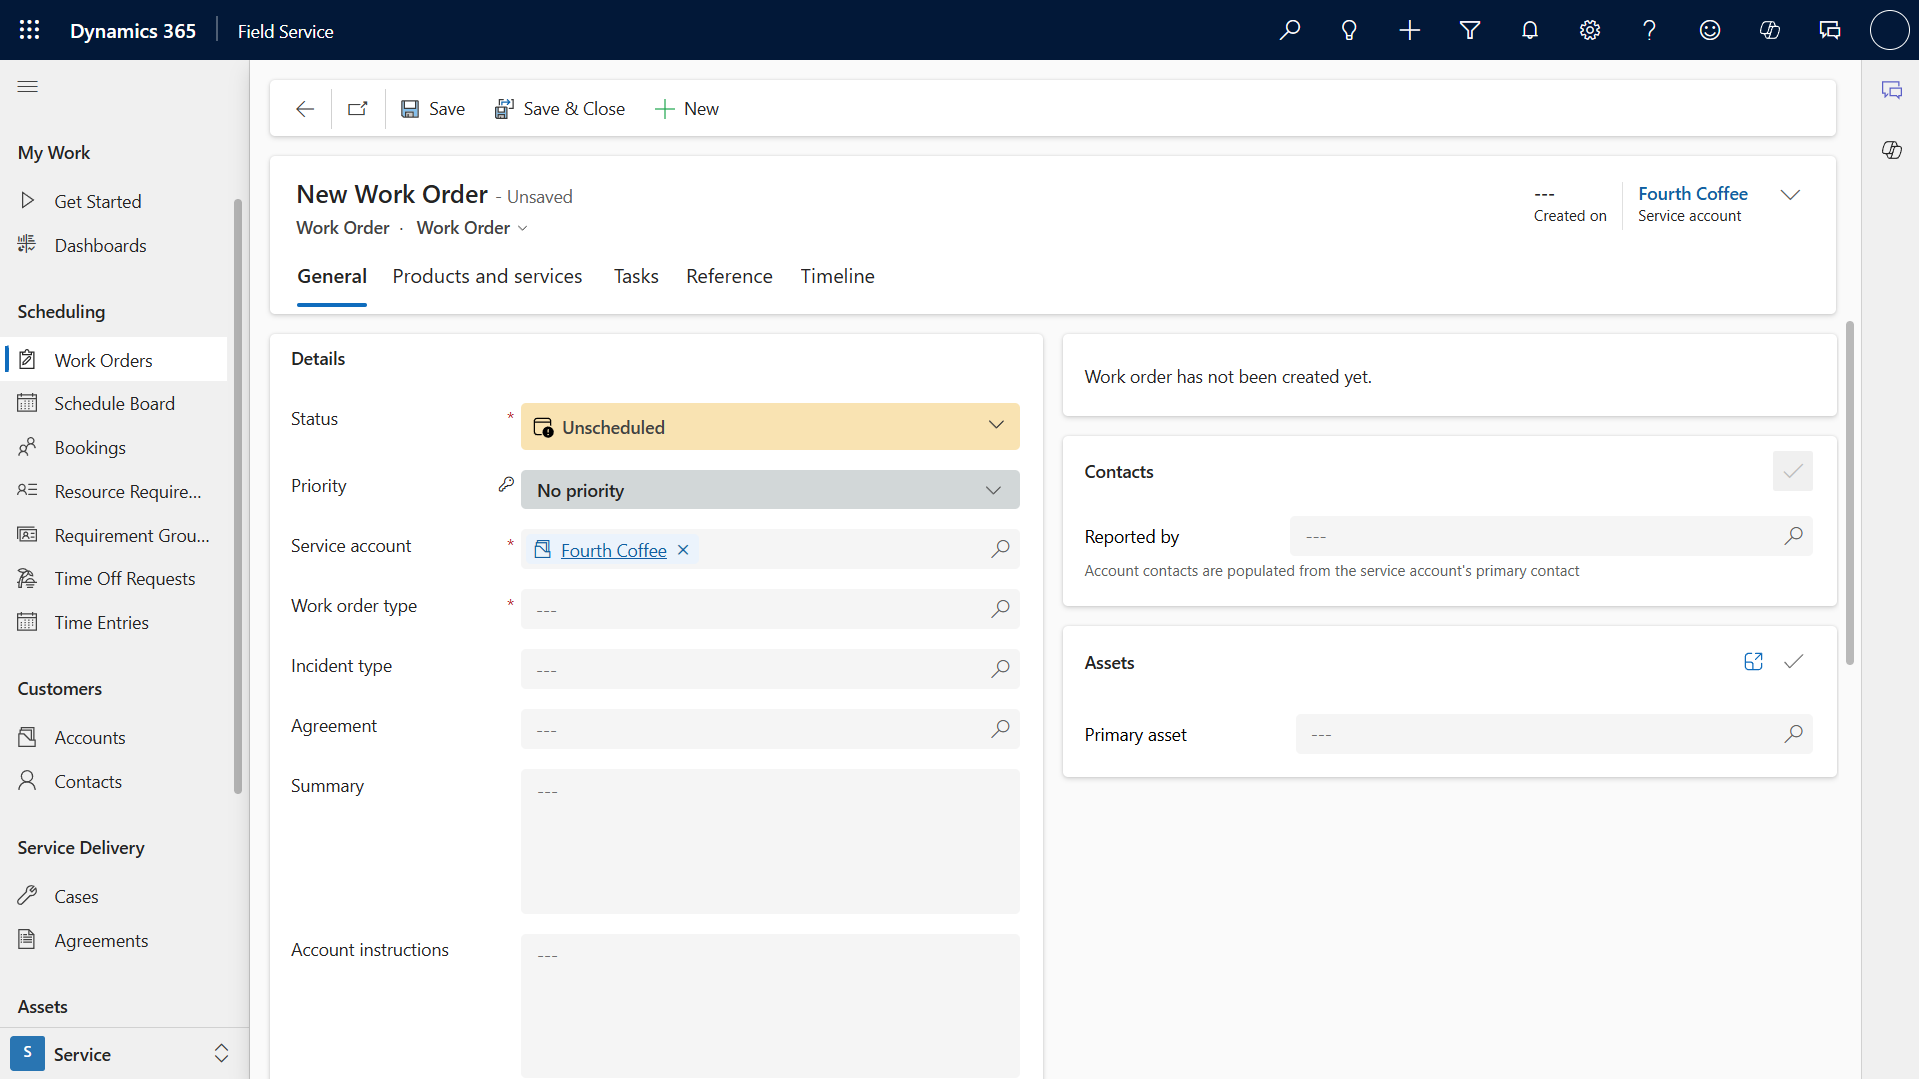 Dynamics 365
Field Service
Save
Save & Close
New
My Work
Get Started
Dashboards
Scheduling
Work Orders
Schedule Board
Bookings
Resource Require...
Requirement Grou...
Time Off Requests
Time Entries
Customers
Accounts
Contacts
Service Delivery
Cases
Agreements
Assets
S
Service
New Work Order - Unsaved
Work Order · Work Order
---
Created on
Fourth Coffee
Service account
General
Products and services
Tasks
Reference
Timeline
Details
Status * Unscheduled
Priority No priority
Service account * Fourth Coffee
Work order type * ---
Incident type ---
Agreement ---
Summary ---
Account instructions ---
Work order has not been created yet.
Contacts
Reported by ---
Account contacts are populated from the service account's primary contact
Assets
Primary asset ---